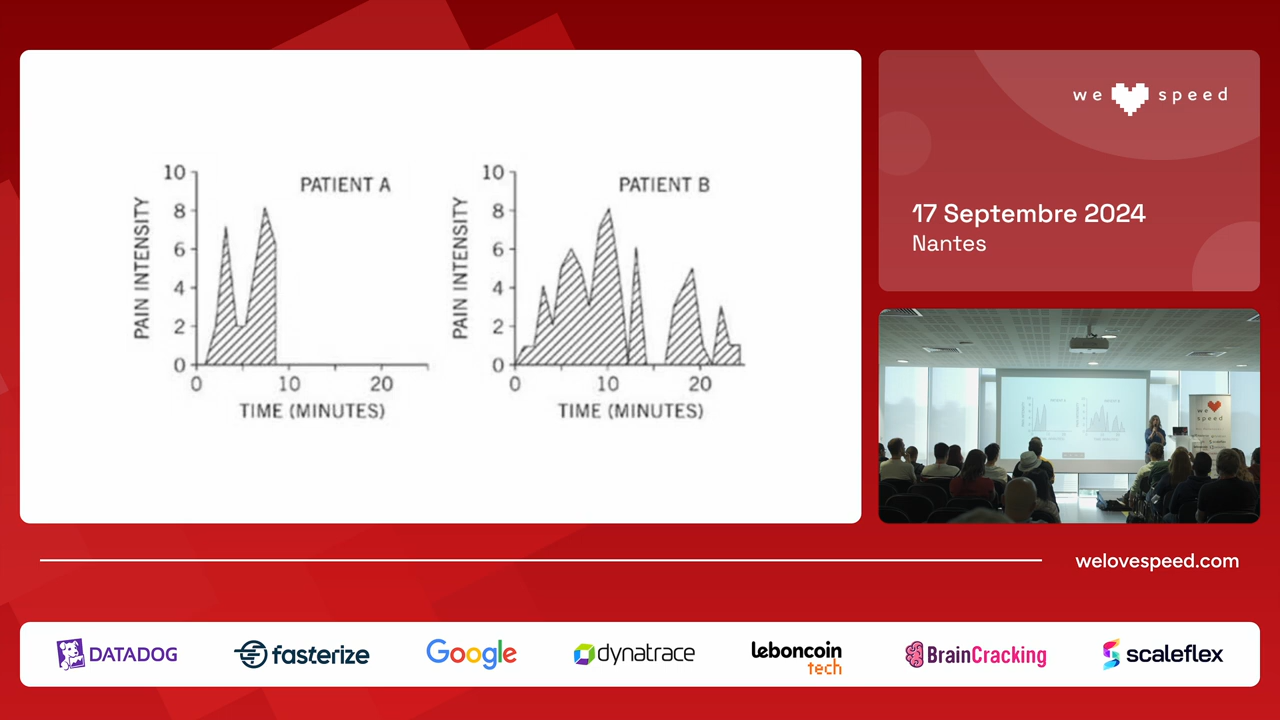 PATIENT A
10
8
6
4
2
0
PAIN INTENSITY
0 10 20
TIME (MINUTES)
PATIENT B
10
8
6
4
2
0
PAIN INTENSITY
0 10 20
TIME (MINUTES)
we speed
17 Septembre 2024
Nantes
we
speed
welovespeed.com
DATADOG
fasterize
Google
dynatrace
leboncoin
tech
BrainCracking
scaleflex